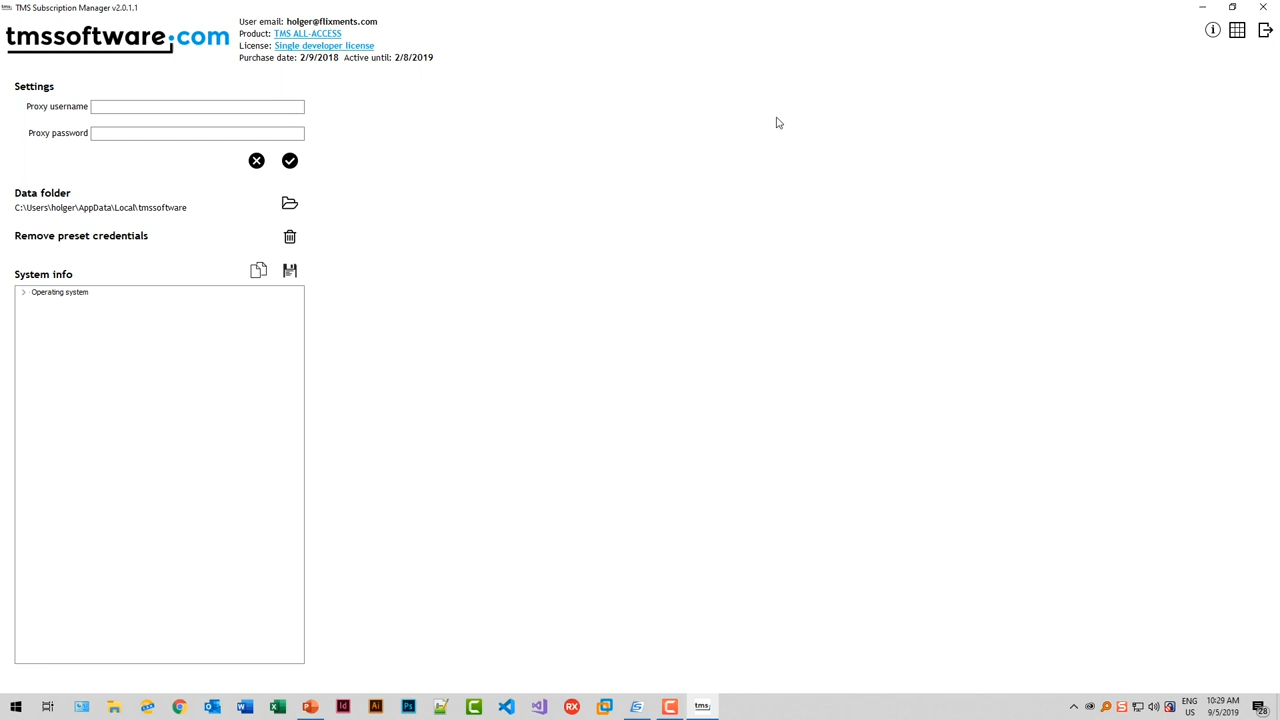 TMS Subscription Manager v2.0.1.1
tmssoftware.com
User email: holger@flixments.com
Product: TMS ALL-ACCESS
License: Single developer license
Purchase date: 2/9/2018 Active until: 2/8/2019
Settings
Proxy username
Proxy password
Data folder
C:\Users\holger\AppData\Local\tmssoftware
Remove preset credentials
System info
Operating system
ENG
US
10:29 AM
9/5/2019
28